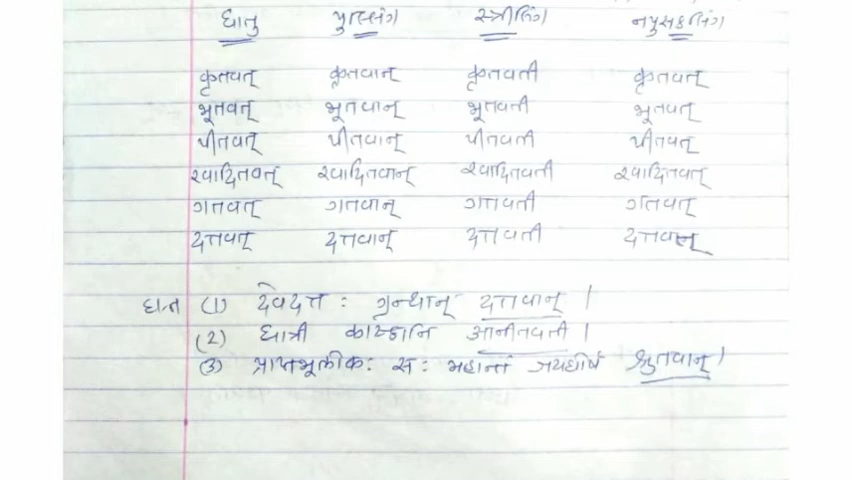 धातु पुल्लिंग स्त्रीलिंग नपुसकलिंग
कृतवत् कृतवान् कृतवती कृतवत्
भूतवत् भूतवान् भूतवती भूतवत्
पीतवत् पीतवान् पीतवती पीतवत्
खादितवत् खादितवान् खादितवती खादितवत्
गतवत् गतवान् गतवती गतवत्
दत्तवत् दत्तवान् दत्तवती दत्तवत्
(1) देवदत्तः ग्रन्थान् दत्तवान् ।
(2) धात्री काष्ठानि आनीतवती ।
(3) सः महान्तं जयघोषं श्रुतवान् ।